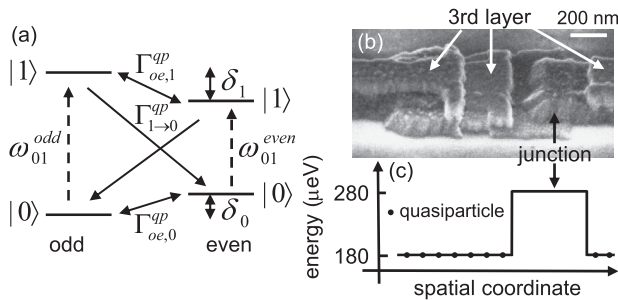 (a)
Γ^{qp}_{oe,1}
|1⟩
δ_1
|1⟩
Γ^{qp}_{1→0}
ω^{odd}_{01}
ω^{even}_{01}
|0⟩
|0⟩
Γ^{qp}_{oe,0}
δ_0
odd
even
3rd layer
200 nm
(b)
junction
(c)
energy (μeV)
280
quasiparticle
180
spatial coordinate